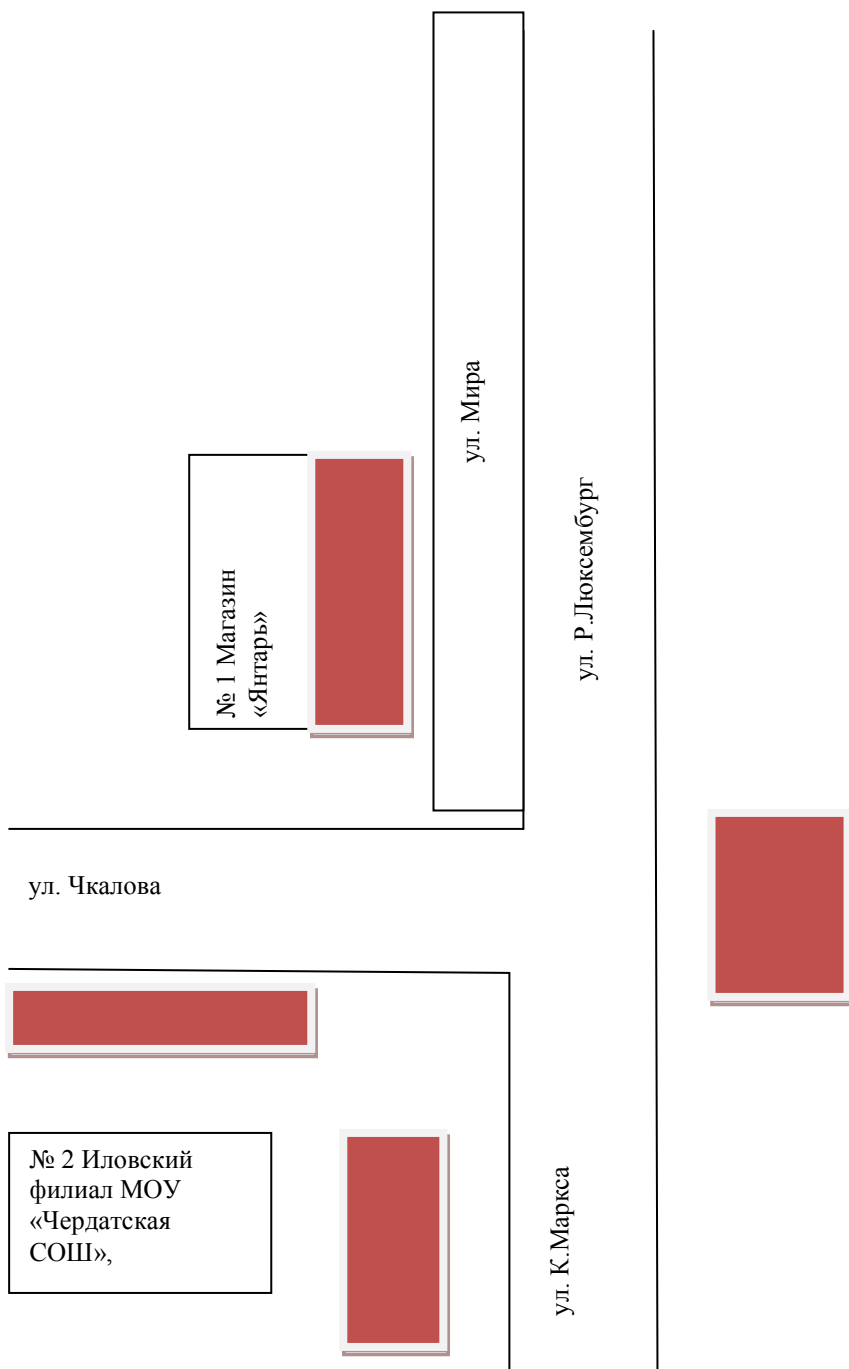 ул. Мира
№ 1 Магазин
«Янтарь»
ул. Р.Люксембург
ул. Чкалова
№ 2 Иловский
филиал МОУ
«Чердатская
СОШ»,
ул. К.Маркса